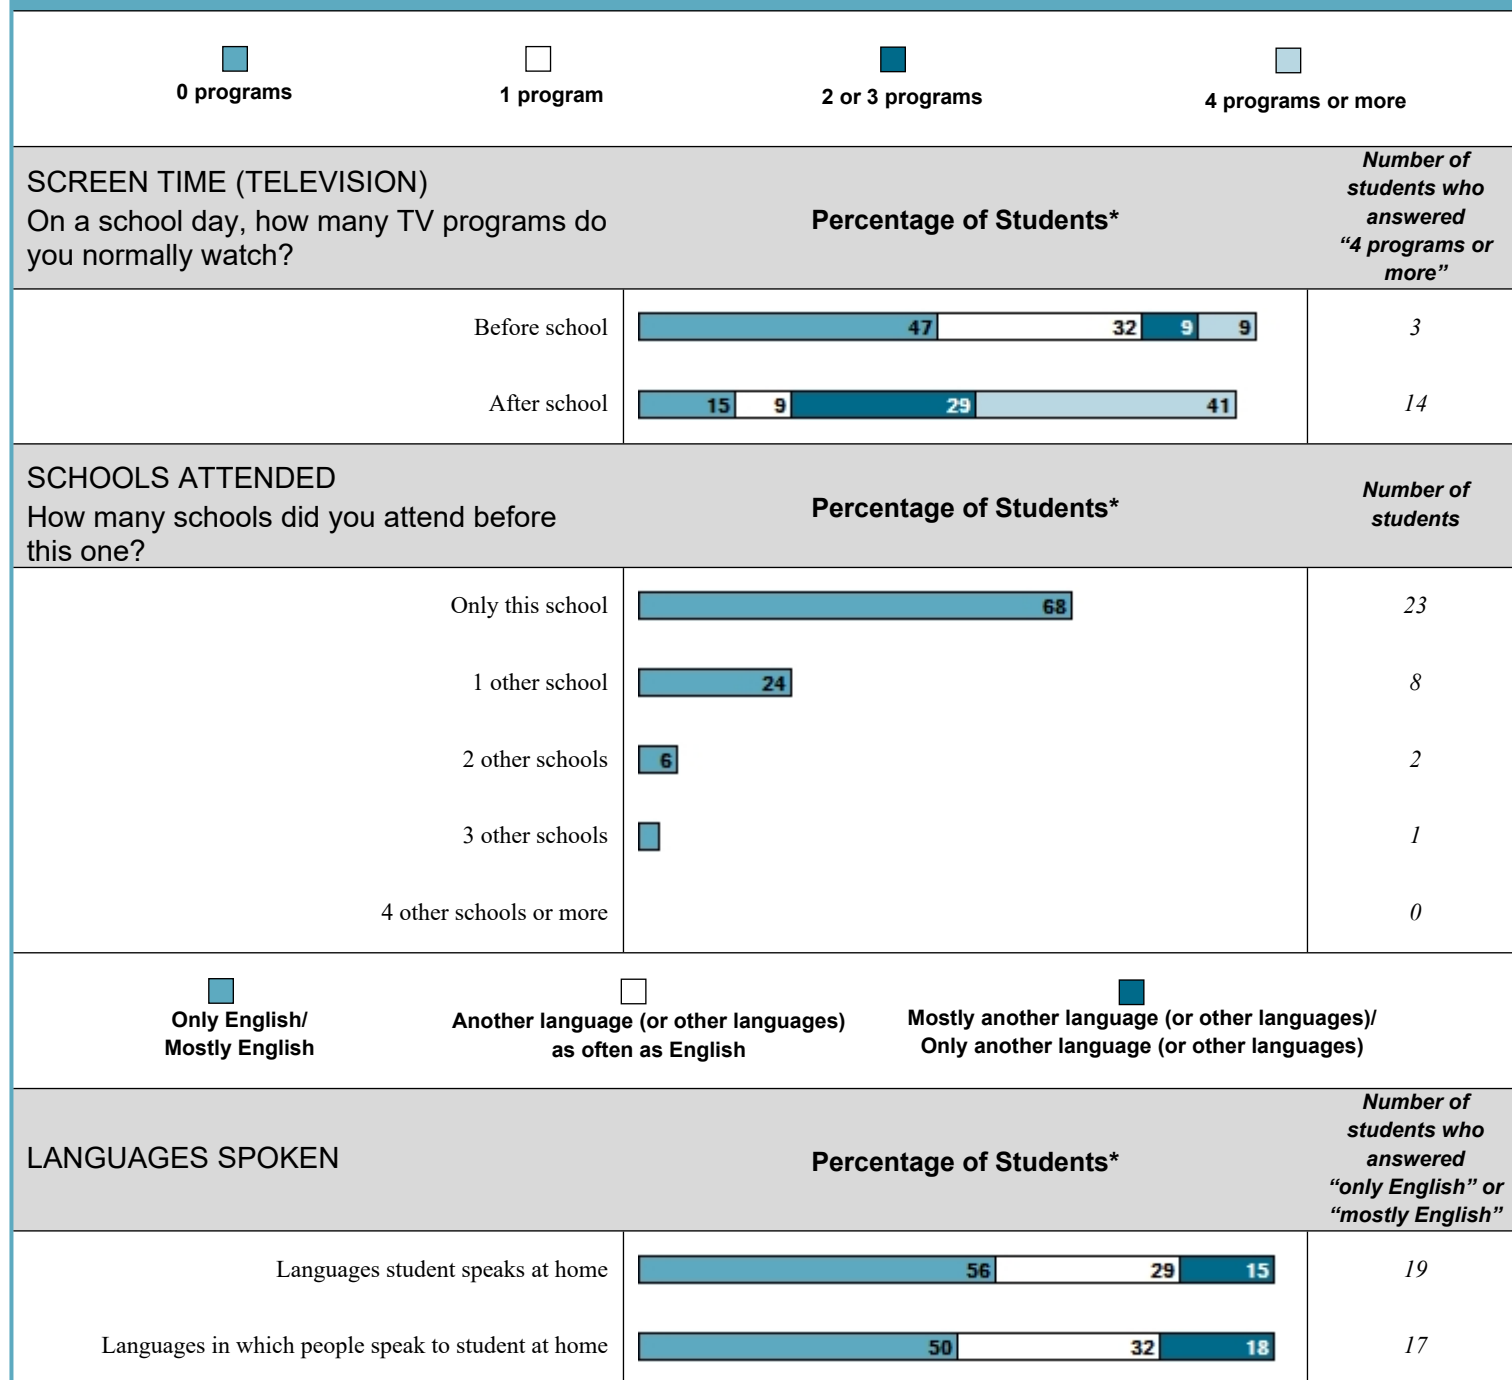 0 programs
1 program
2 or 3 programs
4 programs or more
SCREEN TIME (TELEVISION)
On a school day, how many TV programs do
you normally watch?
Percentage of Students*
Number of
students who
answered
“4 programs or
more”
Before school
47 32 9 9
3
After school
15 9 29 41
14
SCHOOLS ATTENDED
How many schools did you attend before
this one?
Percentage of Students*
Number of
students
Only this school
68
23
1 other school
24
8
2 other schools
6
2
3 other schools
1
4 other schools or more
0
Only English/
Mostly English
Another language (or other languages)
as often as English
Mostly another language (or other languages)/
Only another language (or other languages)
LANGUAGES SPOKEN
Percentage of Students*
Number of
students who
answered
“only English” or
“mostly English”
Languages student speaks at home
56 29 15
19
Languages in which people speak to student at home
50 32 18
17